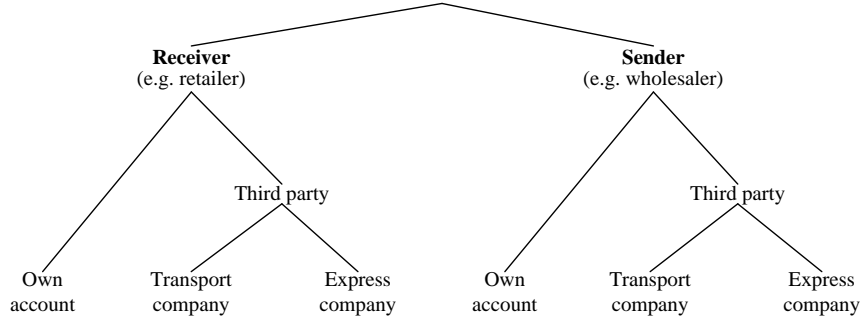 Receiver
(e.g. retailer)
Sender
(e.g. wholesaler)
Third party
Third party
Own
account
Transport
company
Express
company
Own
account
Transport
company
Express
company